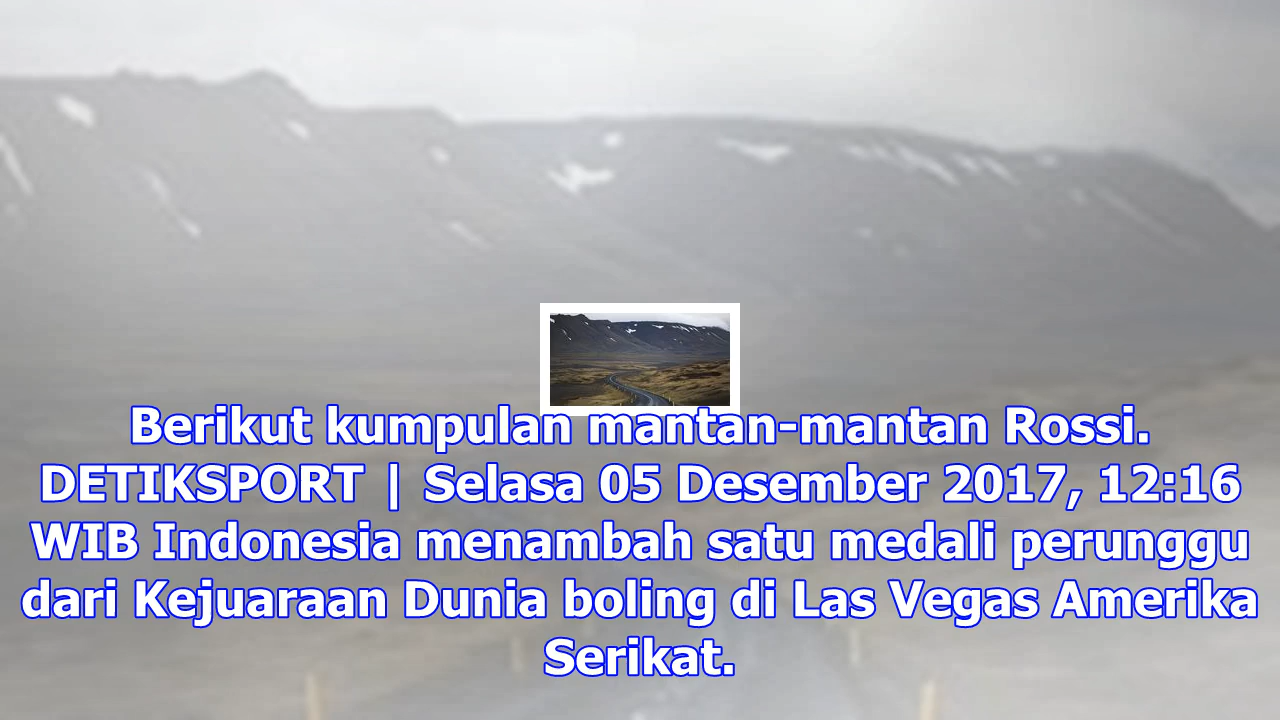 Berikut kumpulan mantan-mantan Rossi.
DETIKSPORT | Selasa 05 Desember 2017, 12:16
WIB Indonesia menambah satu medali perunggu
dari Kejuaraan Dunia boling di Las Vegas Amerika
Serikat.